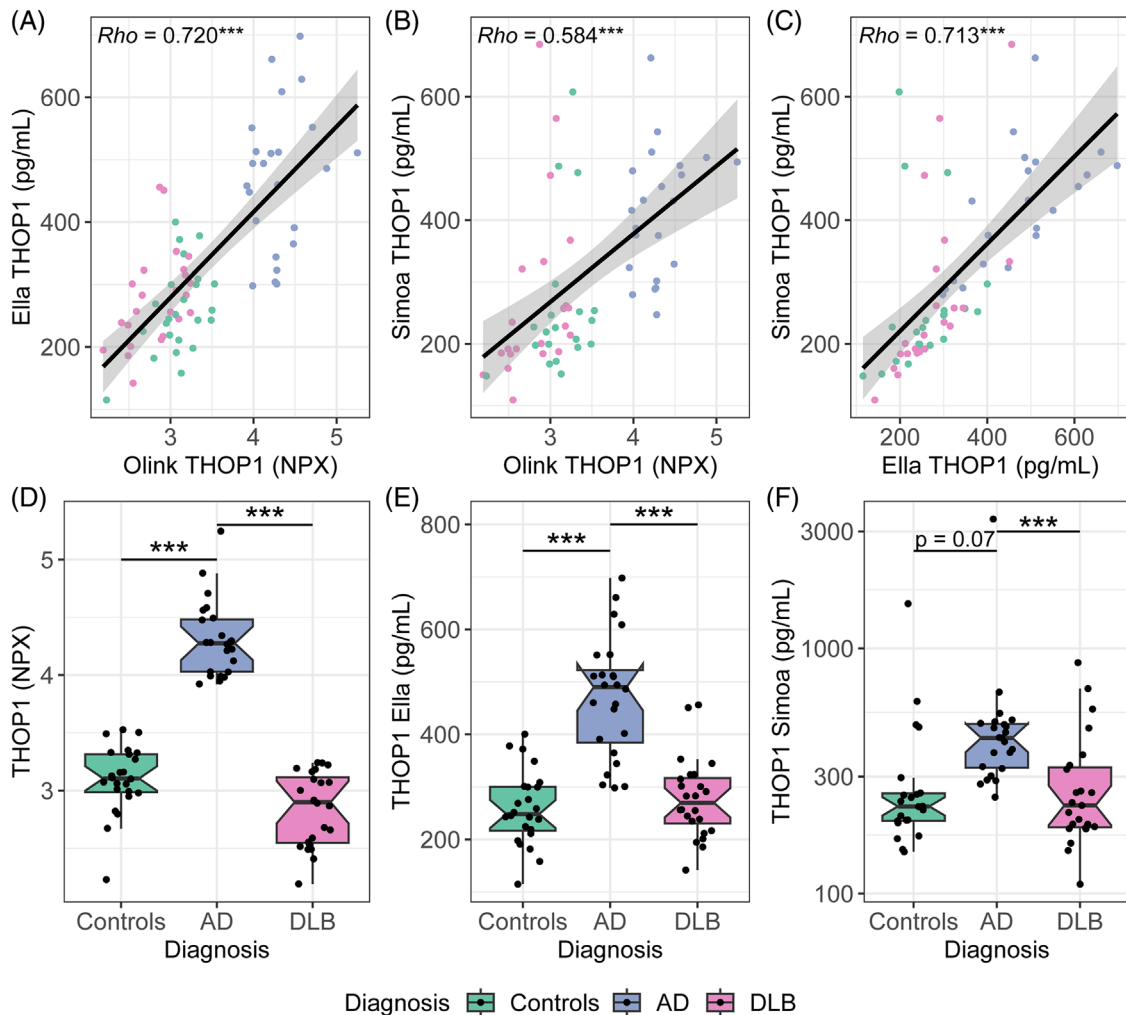 (A)
Rho = 0.720***
Ella THOP1 (pg/mL)
600
400
200
3
4
5
Olink THOP1 (NPX)
(B)
Rho = 0.584***
Simoa THOP1 (pg/mL)
600
400
200
3
4
5
Olink THOP1 (NPX)
(C)
Rho = 0.713***
Simoa THOP1 (pg/mL)
600
400
200
200
400
600
Ella THOP1 (pg/mL)
(D)
***
***
THOP1 (NPX)
5
4
3
Controls
AD
DLB
Diagnosis
(E)
***
***
THOP1 Ella (pg/mL)
800
600
400
200
Controls
AD
DLB
Diagnosis
(F)
p = 0.07
***
THOP1 Simoa (pg/mL)
3000
1000
300
100
Controls
AD
DLB
Diagnosis
Diagnosis Controls AD DLB